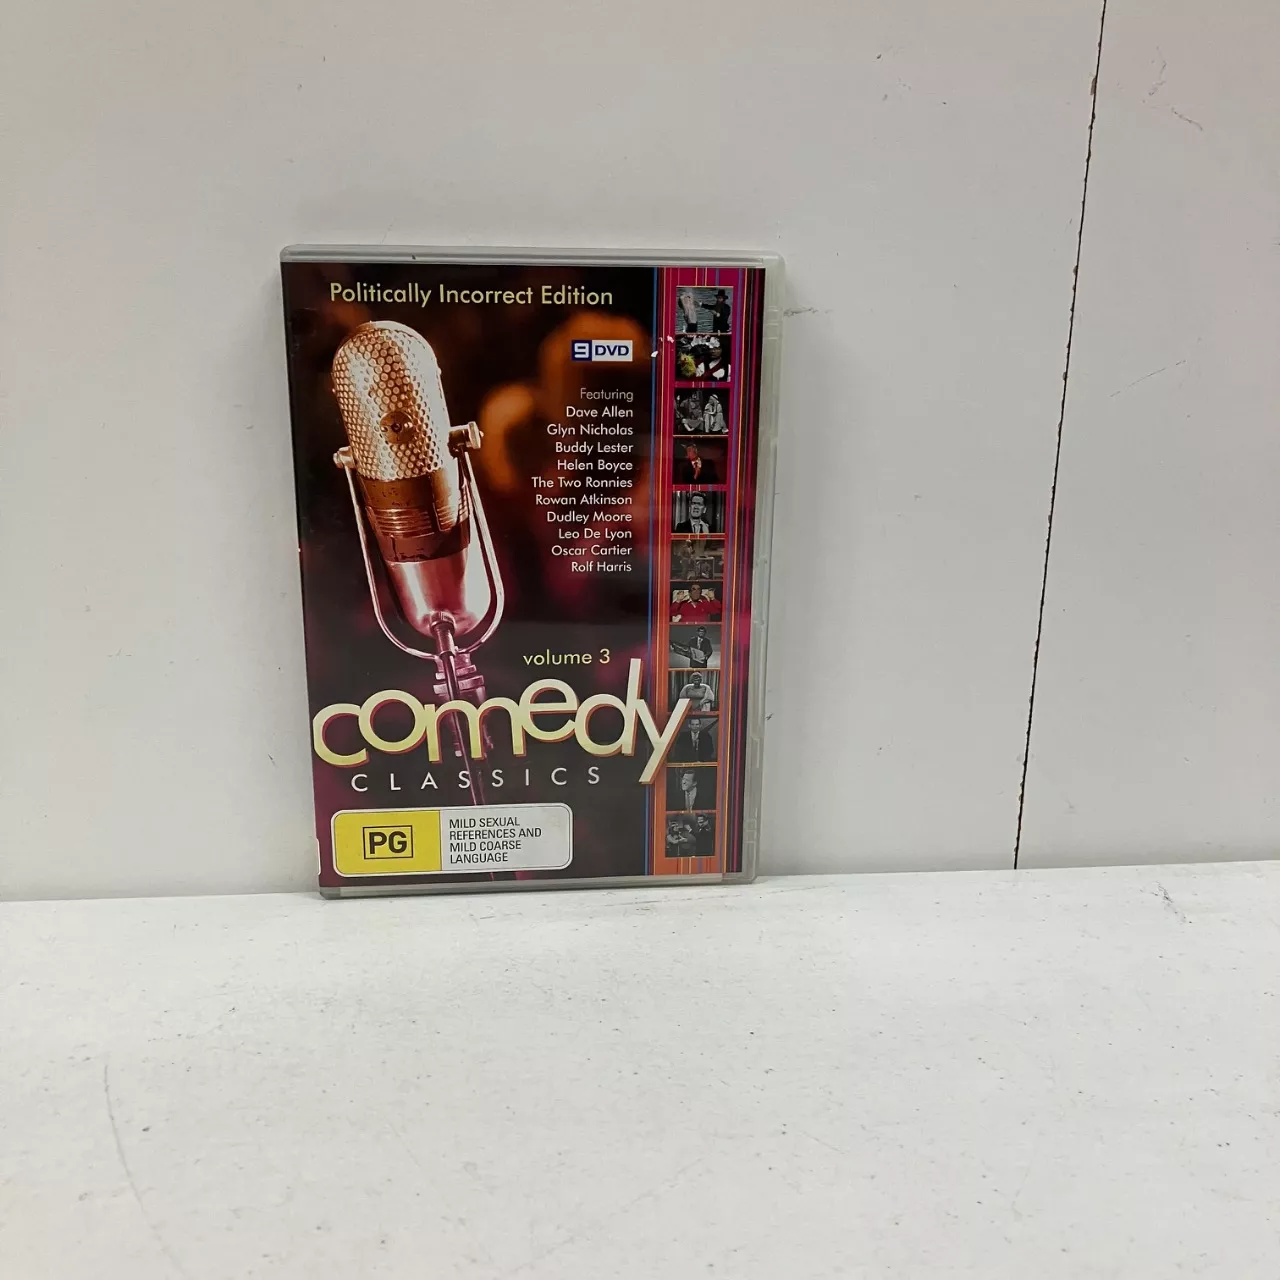 Politically Incorrect Edition
9 DVD
Featuring
Dave Allen
Glyn Nicholas
Buddy Lester
Helen Boyce
The Two Ronnies
Rowan Atkinson
Dudley Moore
Leo De Lyon
Oscar Cartier
Rolf Harris
volume 3
comedy
CLASSICS
PG
MILD SEXUAL
REFERENCES AND
MILD COARSE
LANGUAGE